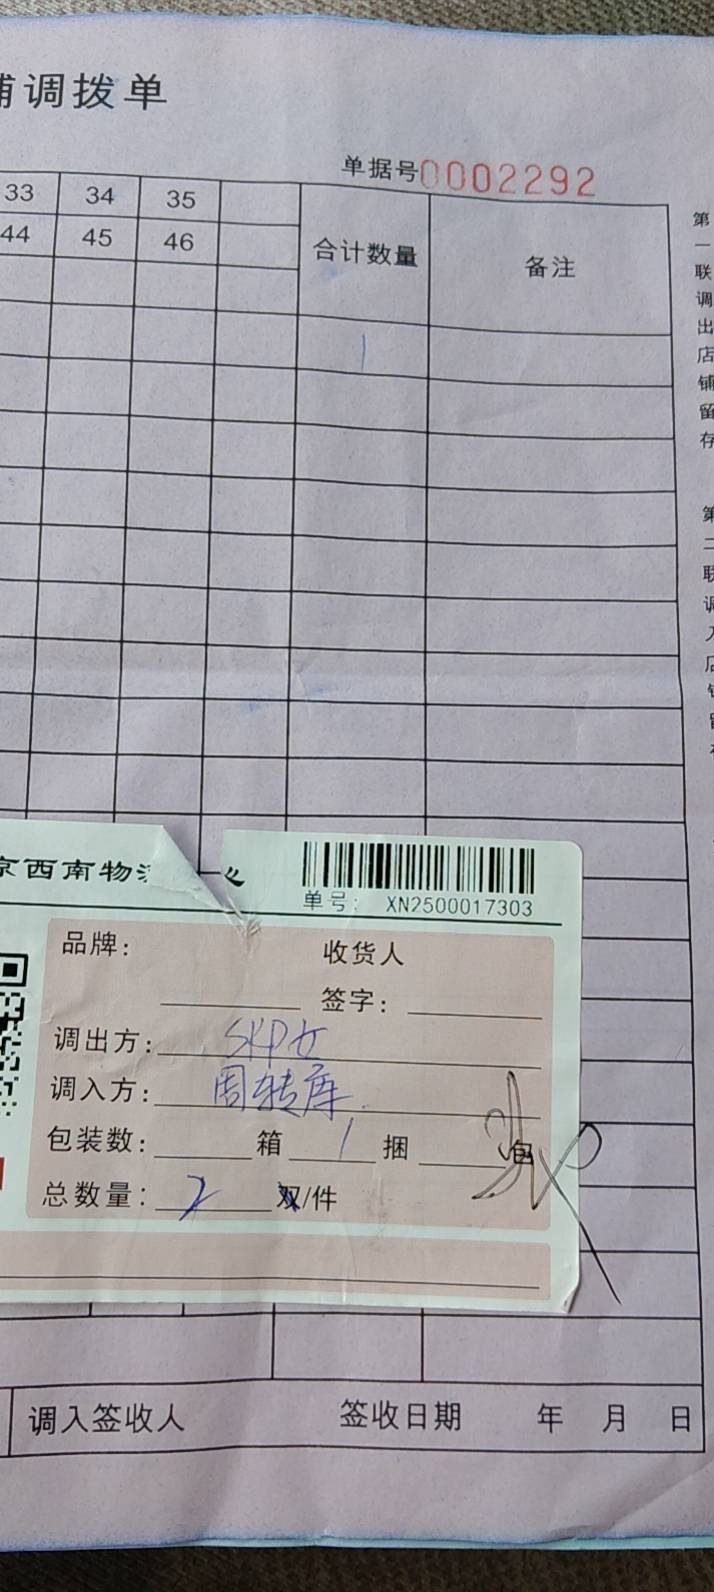 铺调拨单
单据号0002292
33 34 35
44 45 46
合计数量 备注
1
第一联调出店铺留存
第二联调入店铺留存
京西南物流
单号: XN2500017303
品牌: 收货人
签字:
调出方: SKP女
调入方: 周转库
包装数: 箱 1 捆 包
总数量: 2 双/件
调入签收人 签收日期 年 月 日